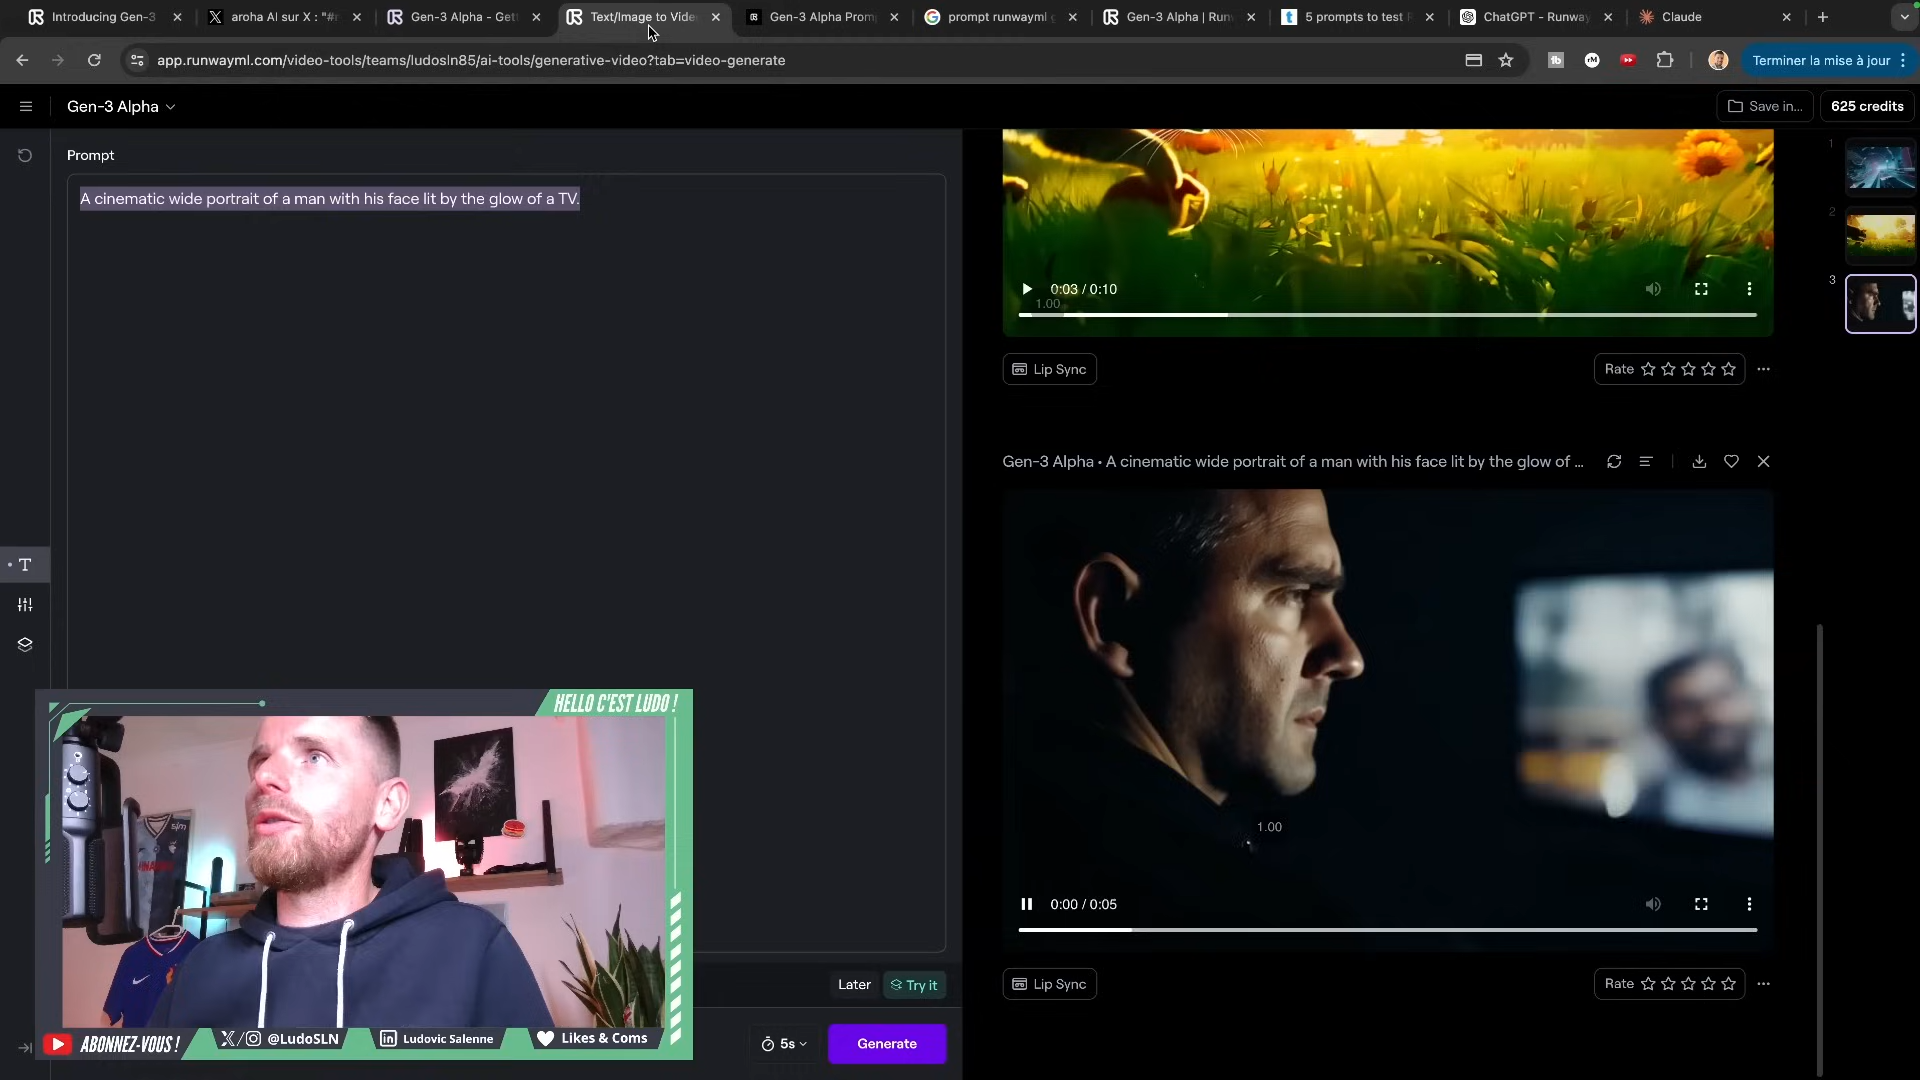 Introducing Gen-3
aroha AI sur X : "#r
Gen-3 Alpha - Gett
Text/Image to Video
Gen-3 Alpha Prom
prompt runwayml g
Gen-3 Alpha | Run
5 prompts to test R
ChatGPT - Runway
Claude
app.runwayml.com/video-tools/teams/ludosln85/ai-tools/generative-video?tab=video-generate
Terminer la mise à jour
Gen-3 Alpha
Save in...
625 credits
Prompt
A cinematic wide portrait of a man with his face lit by the glow of a TV.
1
2
3
0:03 / 0:10
1.00
Lip Sync
Rate
Gen-3 Alpha • A cinematic wide portrait of a man with his face lit by the glow of ...
1.00
0:00 / 0:05
Lip Sync
Rate
HELLO C'EST LUDO !
ABONNEZ-VOUS !
X/ @LudoSLN
in Ludovic Salenne
Likes & Coms
Later
Try it
5s
Generate